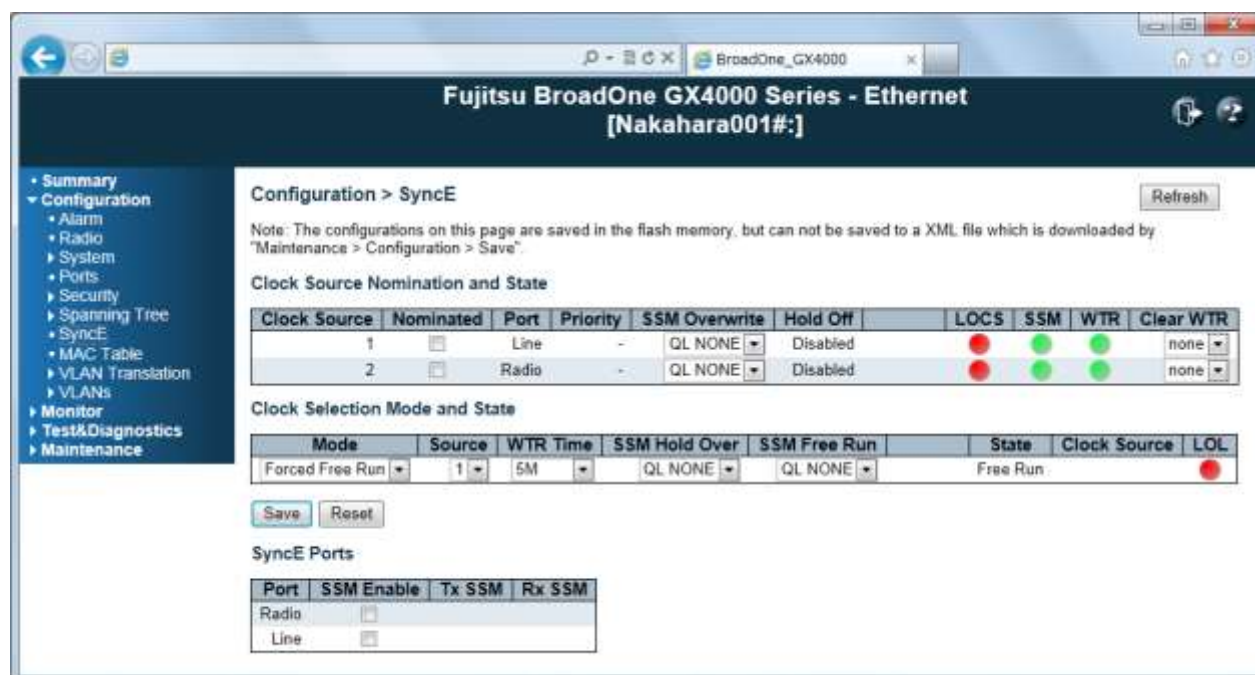 BroadOne_GX4000
Fujitsu BroadOne GX4000 Series - Ethernet
[Nakahara001#:]
Summary
Configuration
Alarm
Radio
System
Ports
Security
Spanning Tree
SyncE
MAC Table
VLAN Translation
VLANs
Monitor
Test&Diagnostics
Maintenance
Configuration > SyncE
Refresh
Note: The configurations on this page are saved in the flash memory, but can not be saved to a XML file which is downloaded by
"Maintenance > Configuration > Save".
Clock Source Nomination and State
Clock Source Nominated Port Priority SSM Overwrite Hold Off LOCS SSM WTR Clear WTR
1 Line - QL NONE Disabled none
2 Radio - QL NONE Disabled none
Clock Selection Mode and State
Mode Source WTR Time SSM Hold Over SSM Free Run State Clock Source LOL
Forced Free Run 1 5M QL NONE QL NONE Free Run
Save Reset
SyncE Ports
Port SSM Enable Tx SSM Rx SSM
Radio
Line